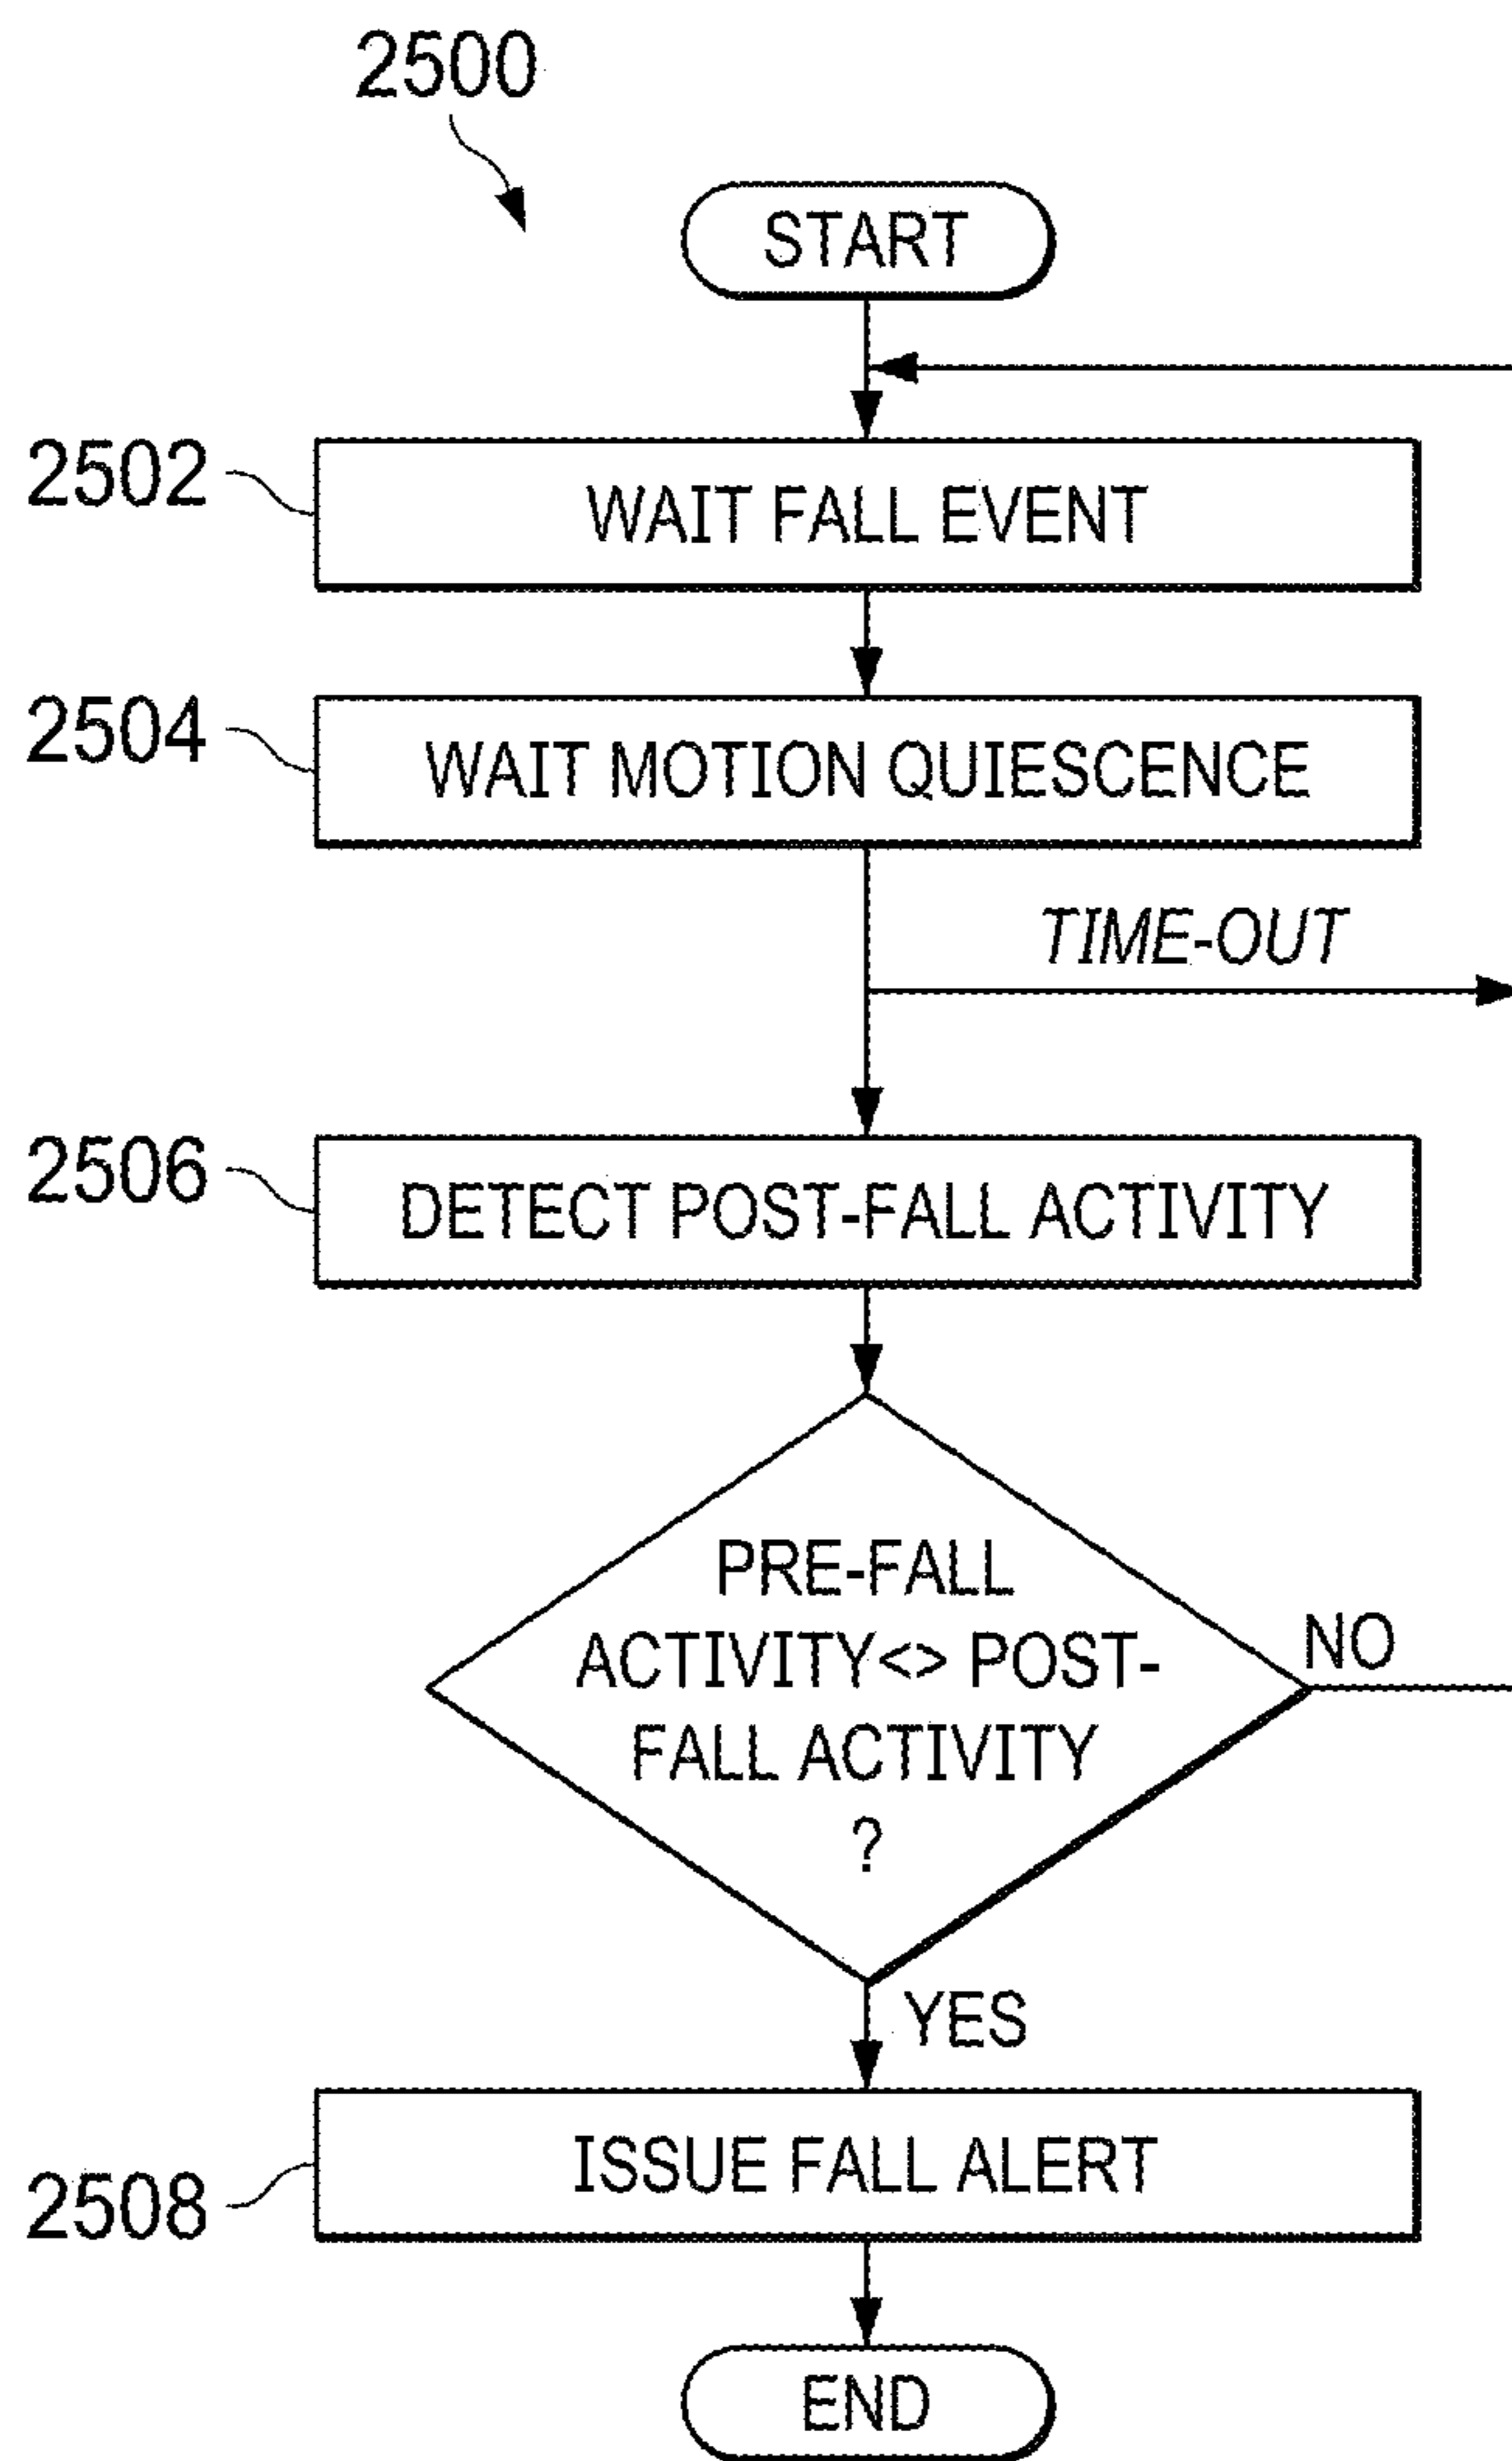 2500
START
2502
WAIT FALL EVENT
2504
WAIT MOTION QUIESCENCE
TIME-OUT
2506
DETECT POST-FALL ACTIVITY
PRE-FALL
ACTIVITY<> POST-
FALL ACTIVITY
?
NO
YES
ISSUE FALL ALERT
2508
END